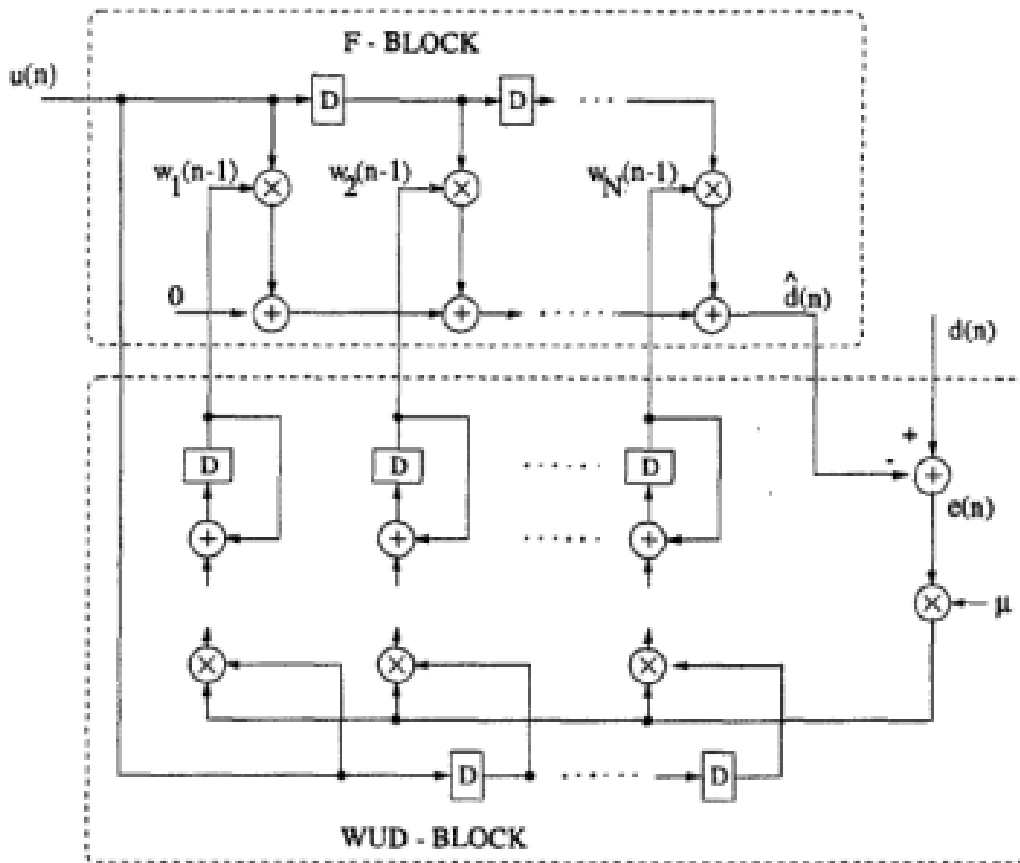 F - BLOCK
u(n)
D
D
w1(n-1)
w2(n-1)
wN(n-1)
×
×
×
0
+
+
+
d̂(n)
d(n)
D
D
D
+
-
+
e(n)
+
+
+
×
μ
×
×
×
D
D
WUD - BLOCK